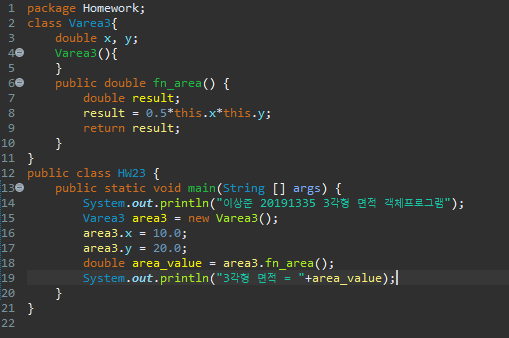 1 package Homework;
2 class Varea3{
3     double x, y;
4     Varea3(){
5     }
6     public double fn_area() {
7         double result;
8         result = 0.5*this.x*this.y;
9         return result;
10     }
11 }
12 public class HW23 {
13     public static void main(String [] args) {
14         System.out.println("이상준 20191335 3각형 면적 객체프로그램");
15         Varea3 area3 = new Varea3();
16         area3.x = 10.0;
17         area3.y = 20.0;
18         double area_value = area3.fn_area();
19         System.out.println("3각형 면적 = "+area_value);
20     }
21 }
22